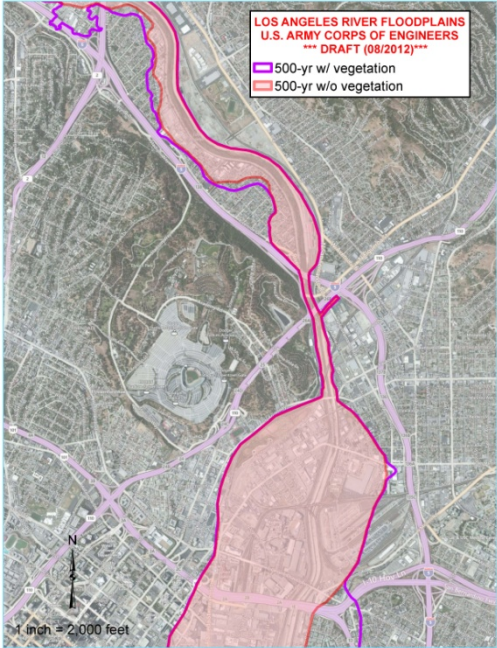 LOS ANGELES RIVER FLOODPLAINS
U.S. ARMY CORPS OF ENGINEERS
*** DRAFT (08/2012)***
500-yr w/ vegetation
500-yr w/o vegetation
N
1 inch = 2,000 feet